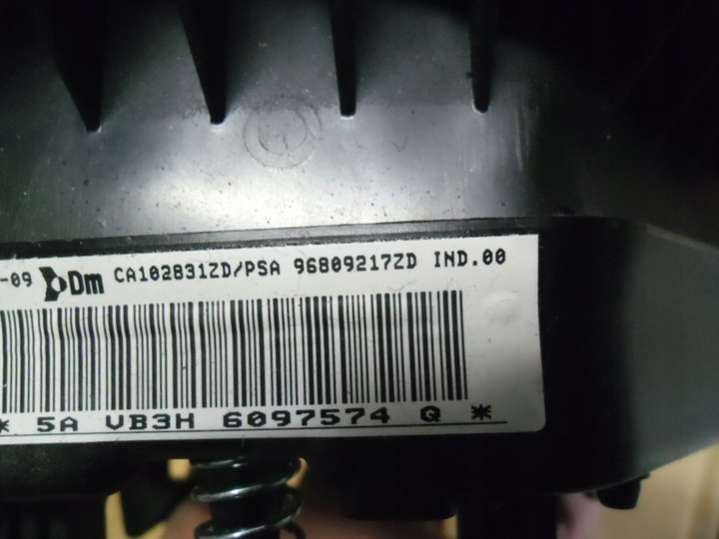 -09 Dm CA102831ZD/PSA 96809217ZD IND.00
* 5A VB3H 6097574 Q *